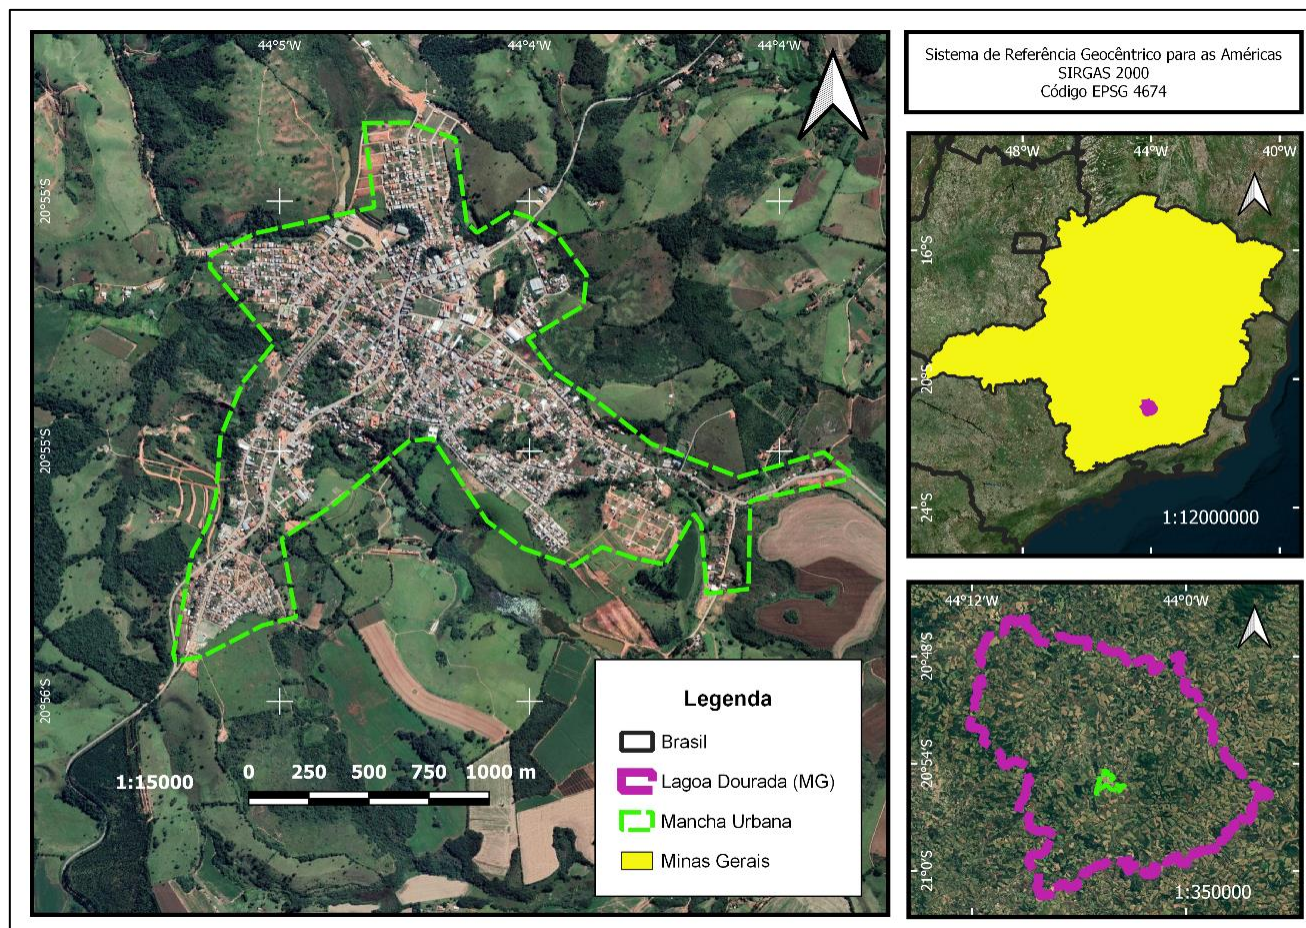 44°5'W
44°4'W
44°4'W
20°55'S
20°55'S
20°56'S
1:15000
0 250 500 750 1000 m
Legenda
Brasil
Lagoa Dourada (MG)
Mancha Urbana
Minas Gerais
Sistema de Referência Geocêntrico para as Américas
SIRGAS 2000
Código EPSG 4674
48°W
44°W
40°W
16°S
20°S
24°S
1:12000000
44°12'W
44°0'W
20°48'S
20°54'S
21°0'S
1:350000